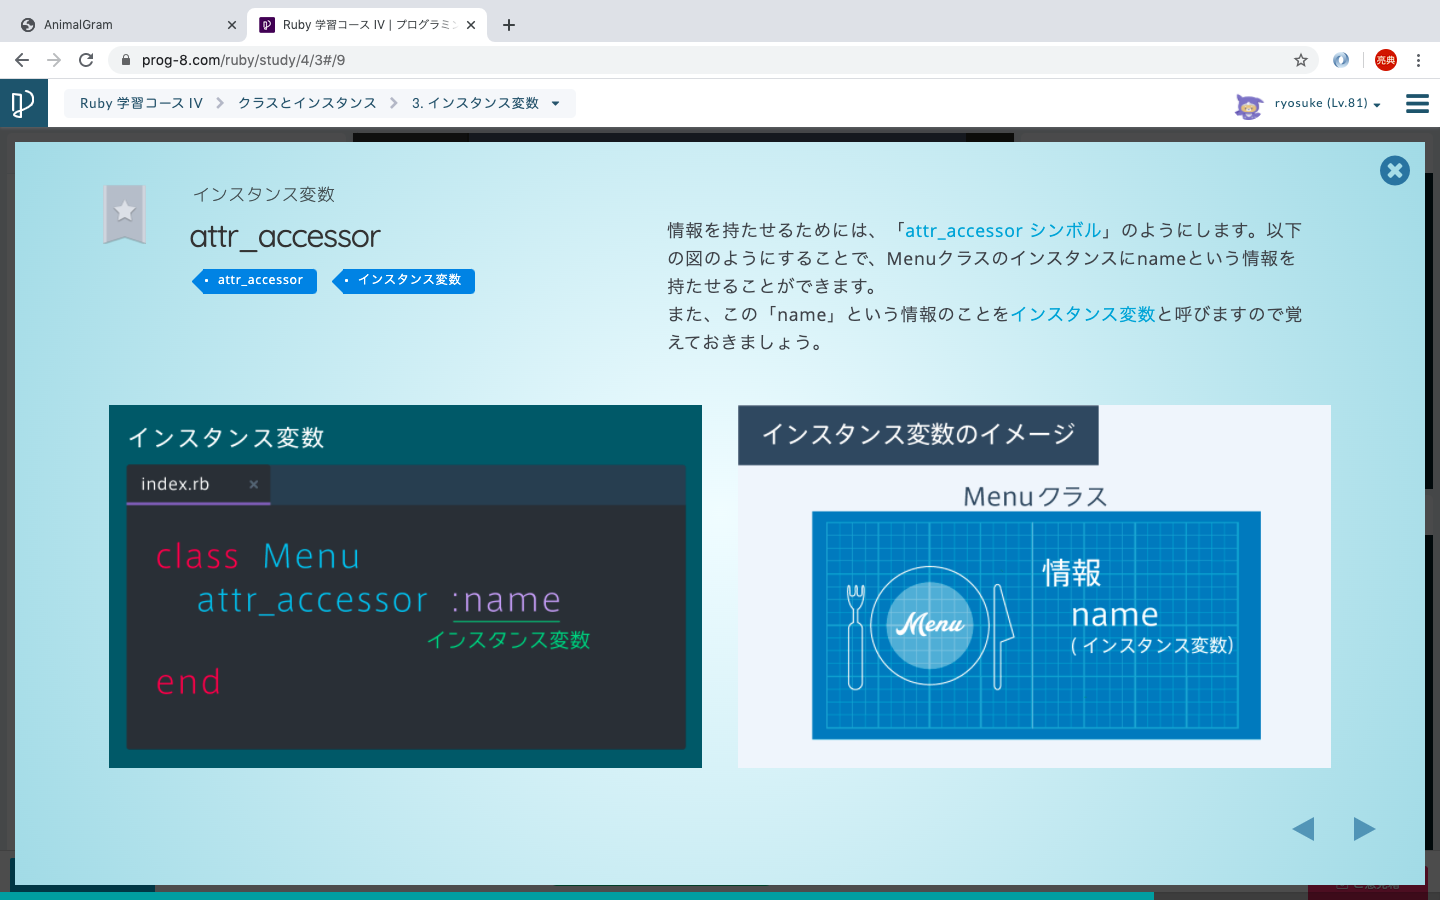 AnimalGram
Ruby 学習コース IV | プログラミン
prog-8.com/ruby/study/4/3#/9
亮典
Ruby 学習コース IV
クラスとインスタンス
3. インスタンス変数
ryosuke (Lv.81)
インスタンス変数
attr_accessor
attr_accessor
インスタンス変数
情報を持たせるためには、「attr_accessor シンボル」のようにします。以下
の図のようにすることで、Menuクラスのインスタンスにnameという情報を
持たせることができます。
また、この「name」という情報のことをインスタンス変数と呼びますので覚
えておきましょう。
インスタンス変数
index.rb
class Menu
attr_accessor :name
インスタンス変数
end
インスタンス変数のイメージ
Menuクラス
Menu
情報
name
( インスタンス変数)